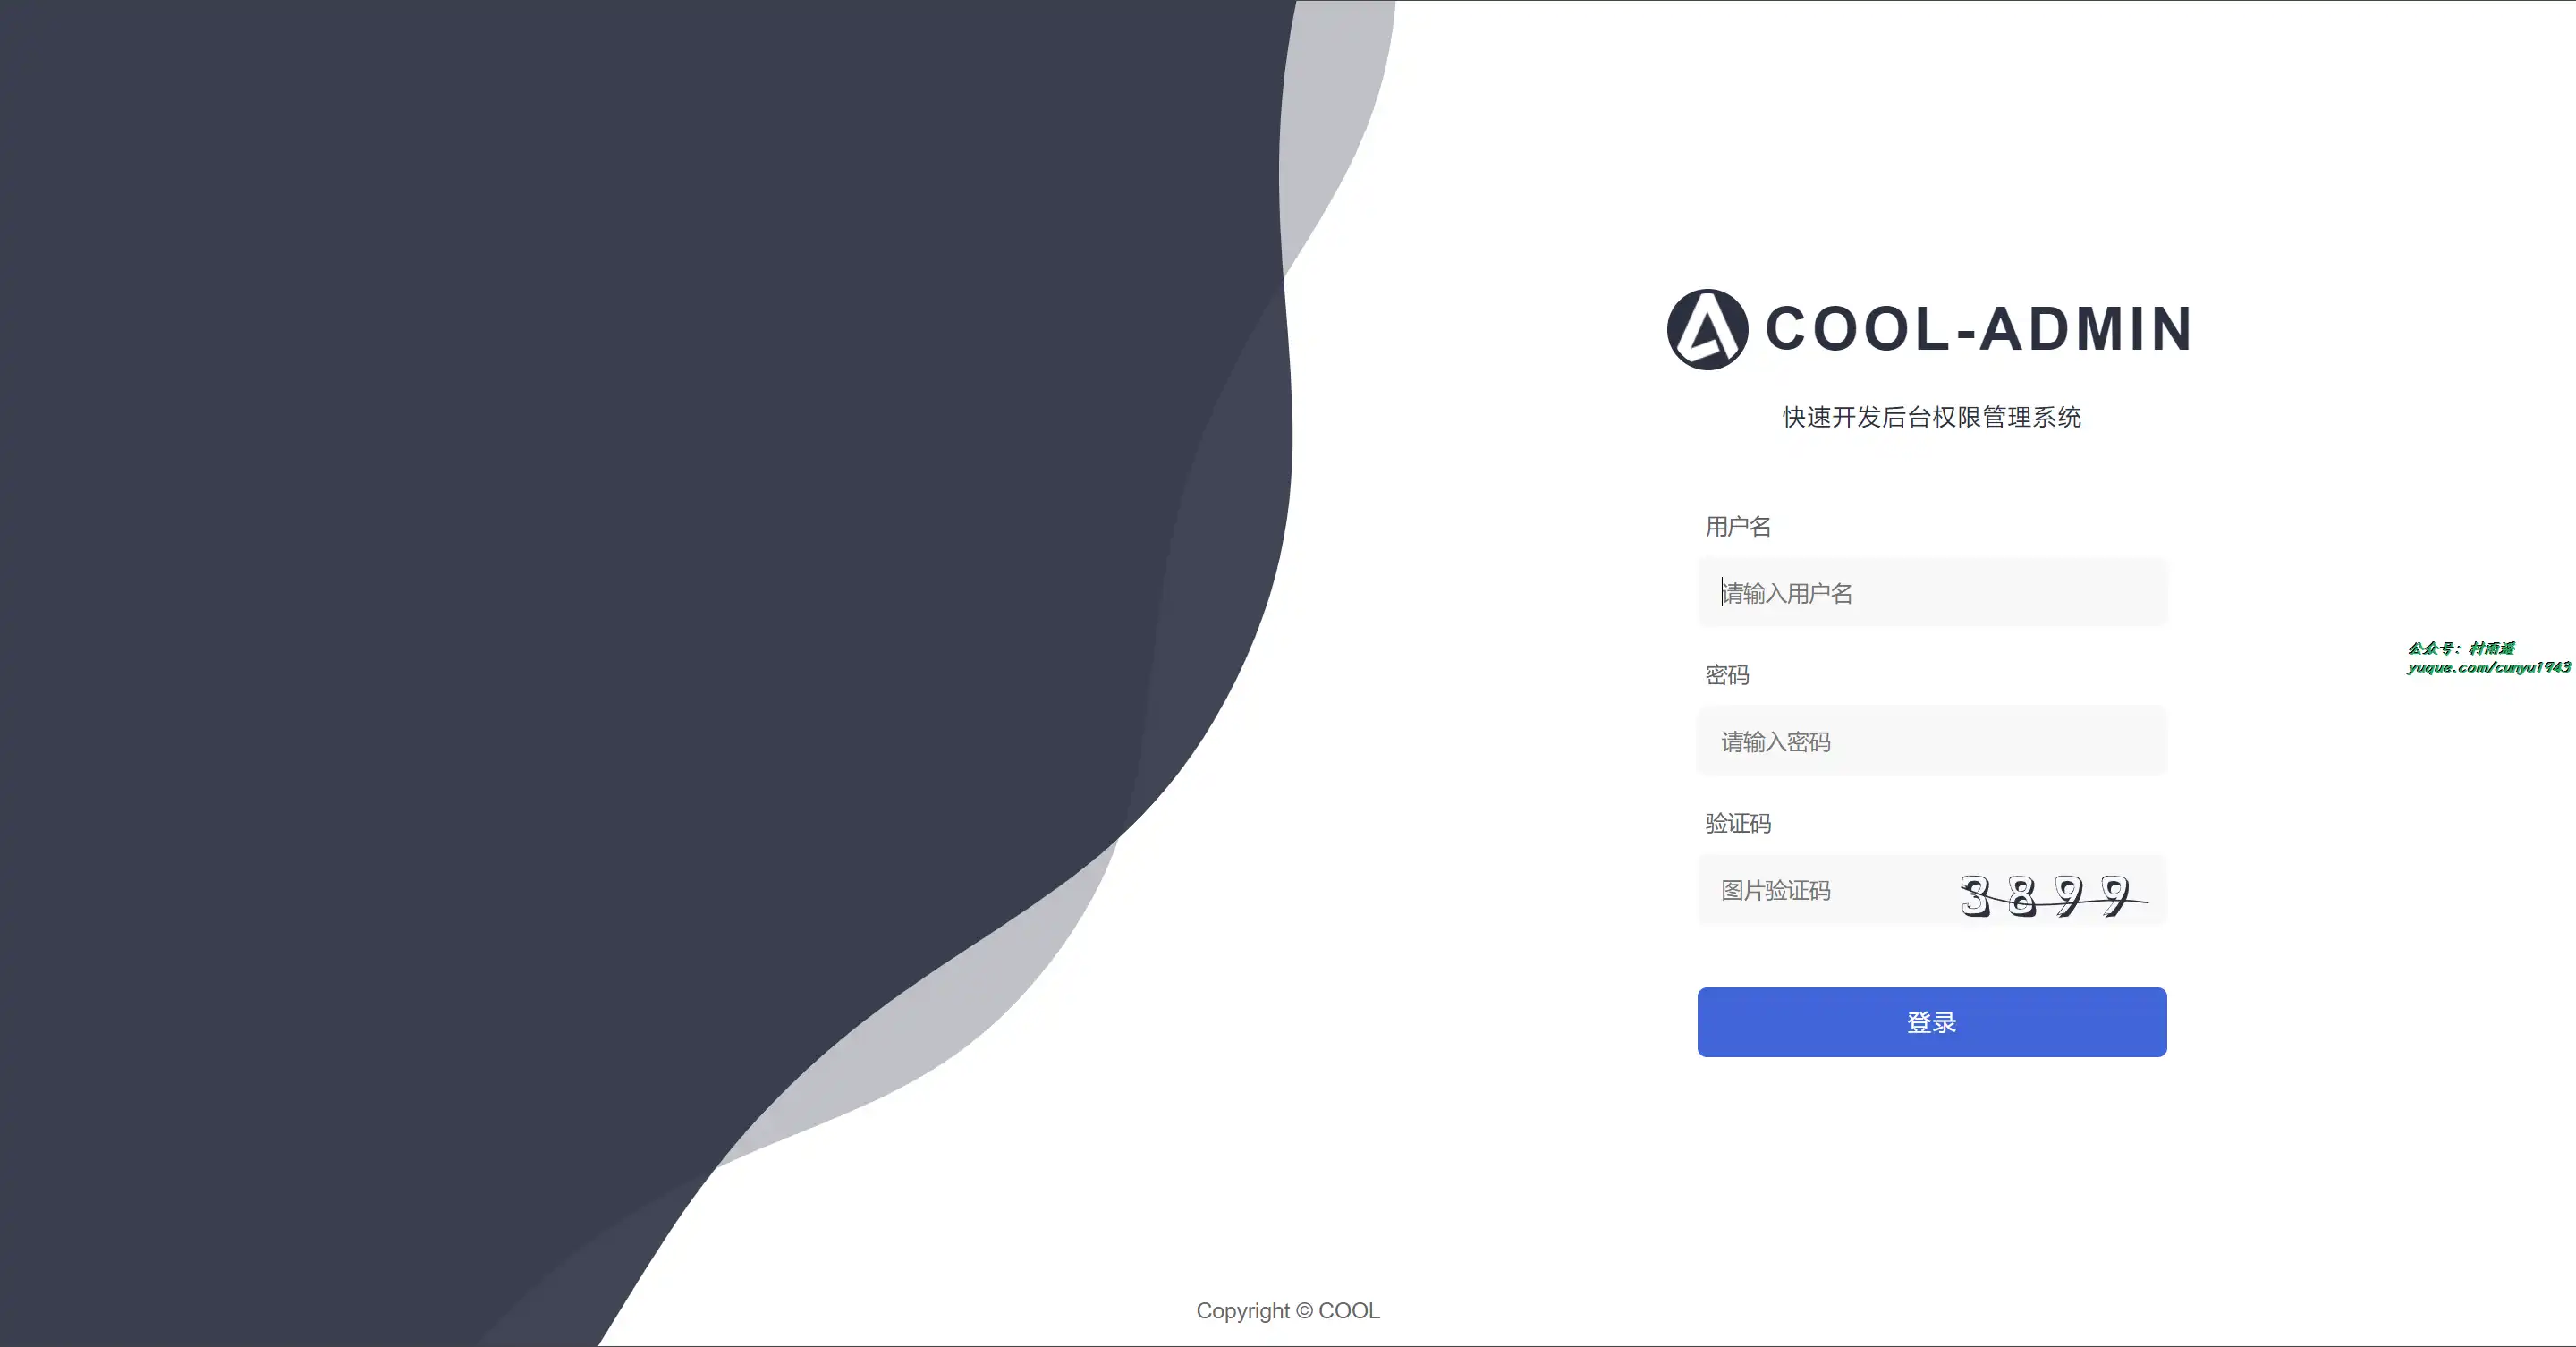 COOL-ADMIN
快速开发后台权限管理系统
用户名
请输入用户名
密码
请输入密码
验证码
图片验证码 3899
登录
公众号：村雨遥
yuque.com/cunyu1943
Copyright © COOL